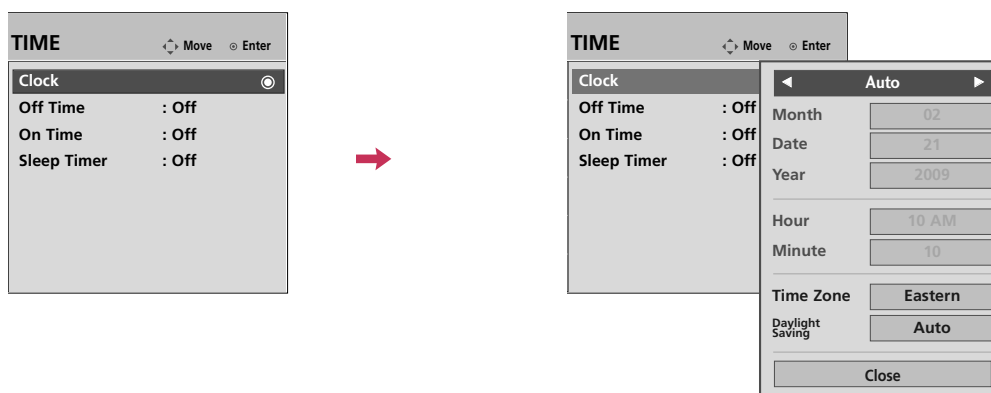 TIME Move Enter
Clock
Off Time : Off
On Time : Off
Sleep Timer : Off
TIME Move Enter
Clock
Off Time : Off
On Time : Off
Sleep Timer : Off
Auto
Month 02
Date 21
Year 2009
Hour 10 AM
Minute 10
Time Zone Eastern
Daylight
Saving Auto
Close